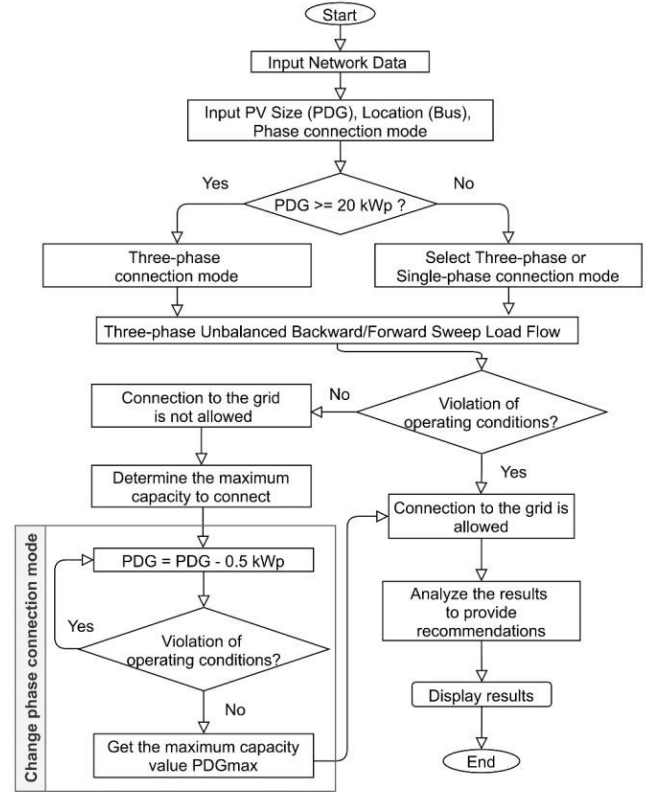 Start
Input Network Data
Input PV Size (PDG), Location (Bus),
Phase connection mode
Yes
No
PDG >= 20 kWp ?
Three-phase
connection mode
Select Three-phase or
Single-phase connection mode
Three-phase Unbalanced Backward/Forward Sweep Load Flow
Connection to the grid
is not allowed
No
Violation of
operating conditions?
Yes
Determine the maximum
capacity to connect
Connection to the grid is
allowed
Change phase connection mode
PDG = PDG - 0.5 kWp
Yes
Violation of
operating conditions?
No
Get the maximum capacity
value PDGmax
Analyze the results
to provide
recommendations
Display results
End